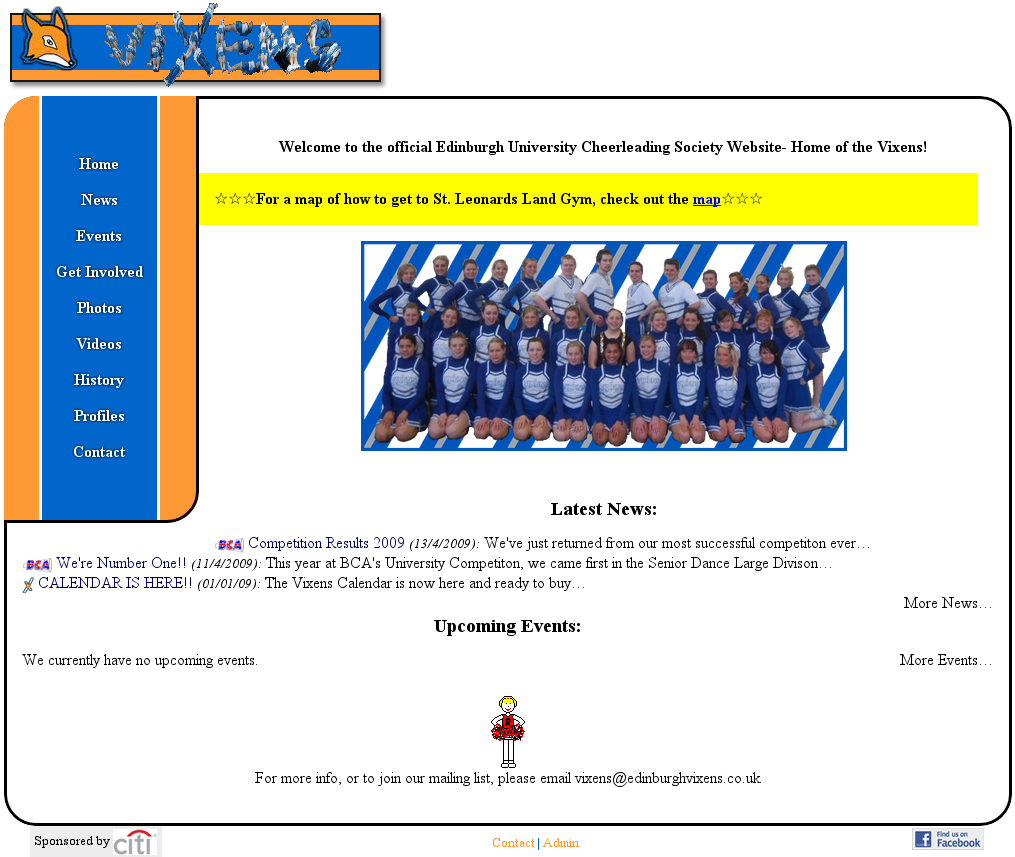 VIXENS
Home
News
Events
Get Involved
Photos
Videos
History
Profiles
Contact
Welcome to the official Edinburgh University Cheerleading Society Website- Home of the Vixens!
☆☆☆For a map of how to get to St. Leonards Land Gym, check out the map☆☆☆
Latest News:
BCA Competition Results 2009 (13/4/2009): We've just returned from our most successful competiton ever…
BCA We're Number One!! (11/4/2009): This year at BCA's University Competiton, we came first in the Senior Dance Large Divison…
CALENDAR IS HERE!! (01/01/09): The Vixens Calendar is now here and ready to buy…
More News…
Upcoming Events:
We currently have no upcoming events. More Events…
For more info, or to join our mailing list, please email vixens@edinburghvixens.co.uk
Sponsored by citi
Contact | Admin
Find us on
Facebook